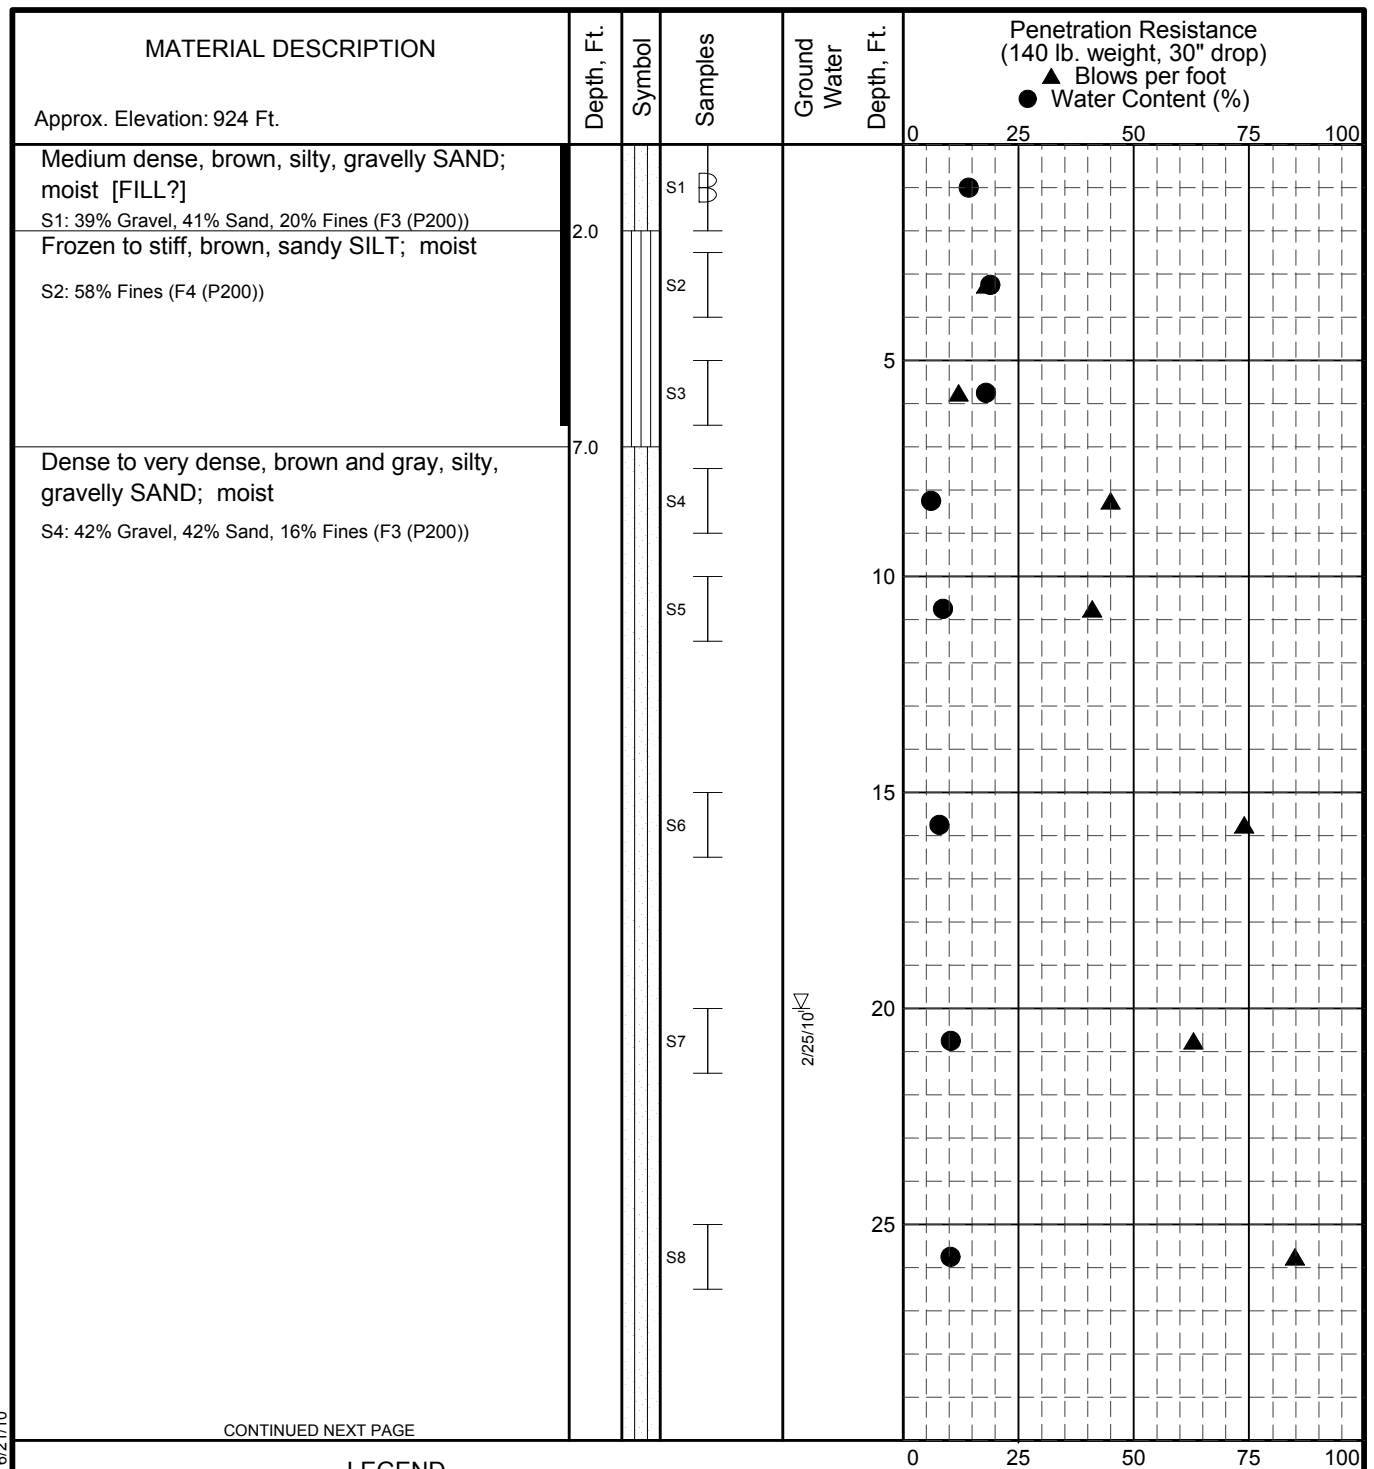 MATERIAL DESCRIPTION
Approx. Elevation: 924 Ft.
Depth, Ft.
Symbol
Samples
Ground
Water
Depth, Ft.
Penetration Resistance
(140 lb. weight, 30" drop)
▲ Blows per foot
● Water Content (%)
0 25 50 75 100
Medium dense, brown, silty, gravelly SAND;
moist [FILL?]
S1: 39% Gravel, 41% Sand, 20% Fines (F3 (P200))
S1
2.0
Frozen to stiff, brown, sandy SILT; moist
S2: 58% Fines (F4 (P200))
S2
5
S3
7.0
Dense to very dense, brown and gray, silty,
gravelly SAND; moist
S4: 42% Gravel, 42% Sand, 16% Fines (F3 (P200))
S4
10
S5
15
S6
20
2/25/10
S7
25
S8
CONTINUED NEXT PAGE
6/21/10
LEGEND
0 25 50 75 100